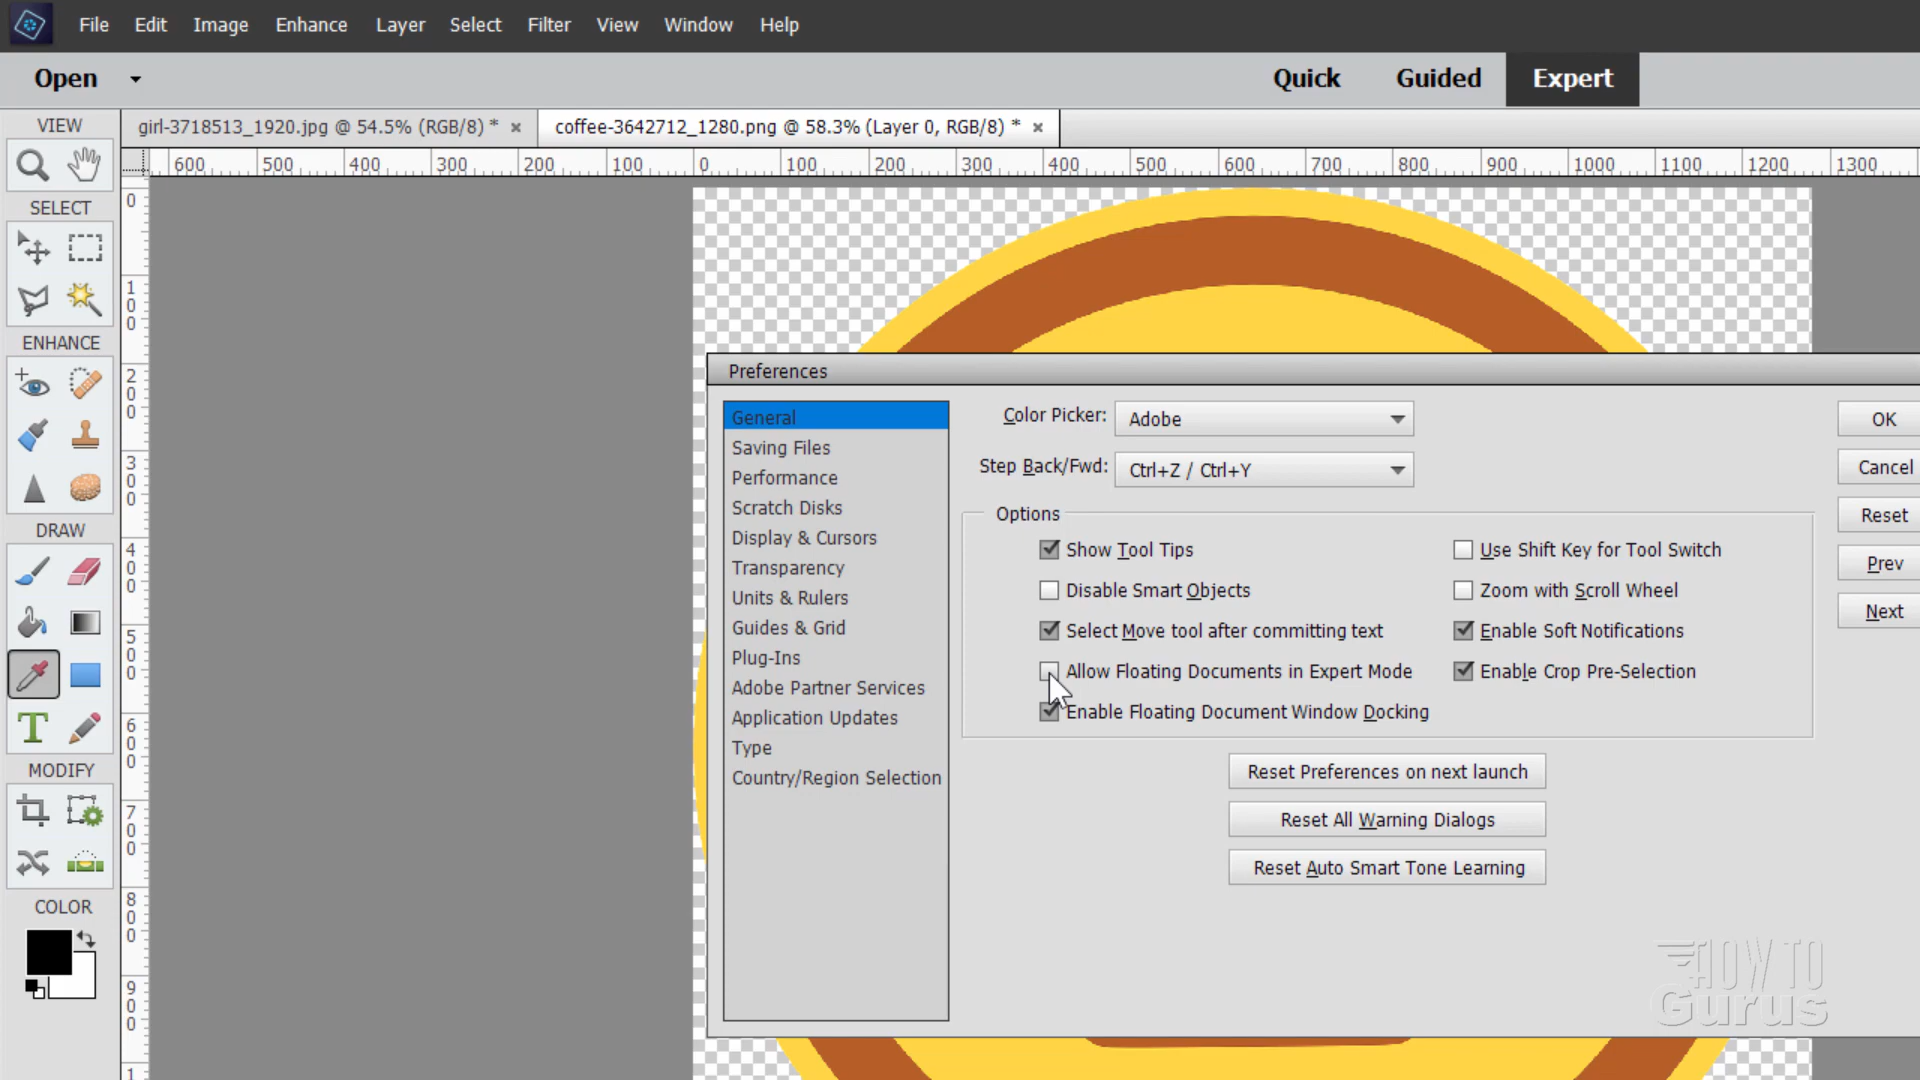 File Edit Image Enhance Layer Select Filter View Window Help
Open Quick Guided Expert
VIEW
girl-3718513_1920.jpg @ 54.5% (RGB/8) * × coffee-3642712_1280.png @ 58.3% (Layer 0, RGB/8) * ×
600 500 400 300 200 100 0 100 200 300 400 500 600 700 800 900 1000 1100 1200 1300
0
SELECT
100
ENHANCE
200
Preferences
General
Color Picker: Adobe
OK
Saving Files
Step Back/Fwd: Ctrl+Z / Ctrl+Y
Cancel
Performance
300
Scratch Disks
Options
Reset
DRAW
Display & Cursors
Show Tool Tips
Use Shift Key for Tool Switch
Prev
400
Transparency
Disable Smart Objects
Zoom with Scroll Wheel
Units & Rulers
Next
Guides & Grid
Select Move tool after committing text
Enable Soft Notifications
500
Plug-Ins
Allow Floating Documents in Expert Mode
Enable Crop Pre-Selection
Adobe Partner Services
Application Updates
Enable Floating Document Window Docking
600
T
Type
Reset Preferences on next launch
MODIFY
Country/Region Selection
Reset All Warning Dialogs
700
Reset Auto Smart Tone Learning
COLOR
800
900
1
HOW TO
Gurus